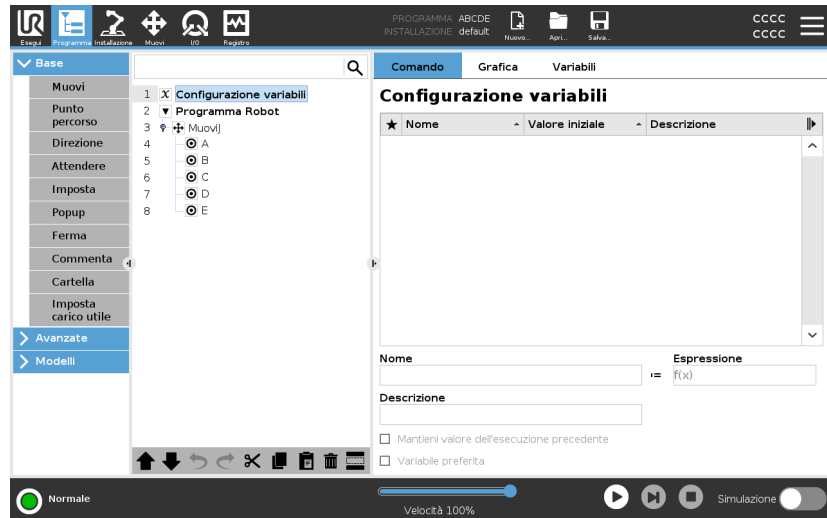 PROGRAMMA ABCDE
INSTALLAZIONE default
Nuovo...
Apri...
Salva...
CCCC
CCCC
UR
Esegui
Programma
Installazione
Muovi
I/O
Registro
Base
Muovi
Punto
percorso
Direzione
Attendere
Imposta
Popup
Ferma
Commenta
Cartella
Imposta
carico utile
Avanzate
Modelli
1 X Configurazione variabili
2 Programma Robot
3 MuoviJ
4 A
5 B
6 C
7 D
8 E
Comando Grafica Variabili
Configurazione variabili
Nome Valore iniziale Descrizione
Nome Espressione
:= f(x)
Descrizione
Mantieni valore dell'esecuzione precedente
Variabile preferita
Normale
Velocità 100%
Simulazione